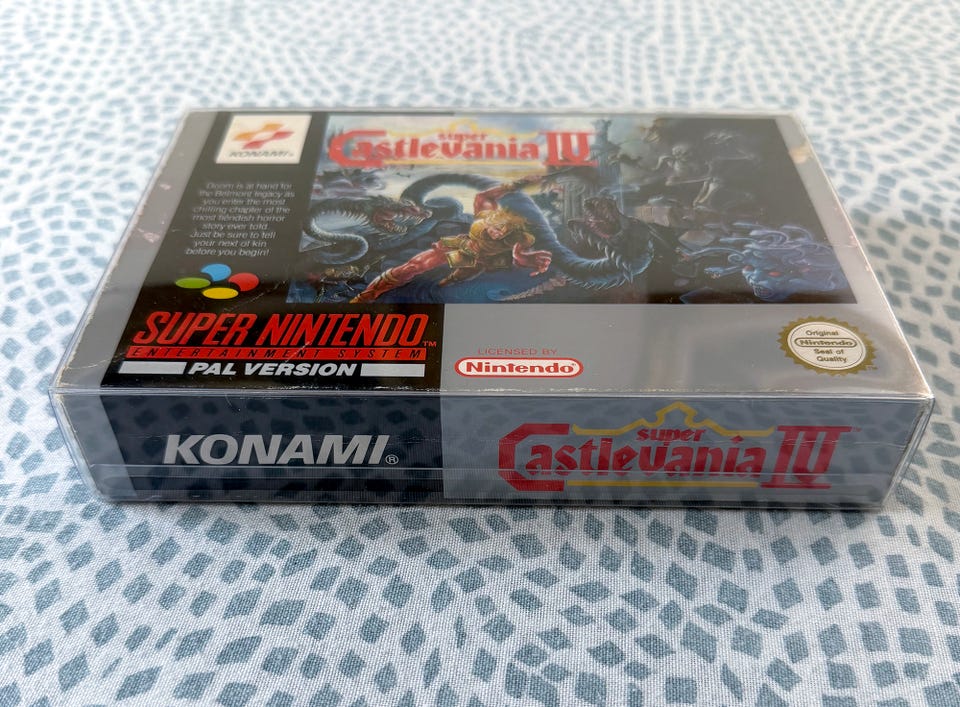 KONAMI®
super
Castlevania IV
Doom is at hand for
the Belmont legacy as
you enter the most
chilling chapter of the
most fiendish horror
story ever told.
Just be sure to tell
your next of kin
before you begin!
SUPER NINTENDO™
ENTERTAINMENT SYSTEM
PAL VERSION
LICENSED BY
Nintendo®
Original
Nintendo
Seal of
Quality
KONAMI®
super
Castlevania IV